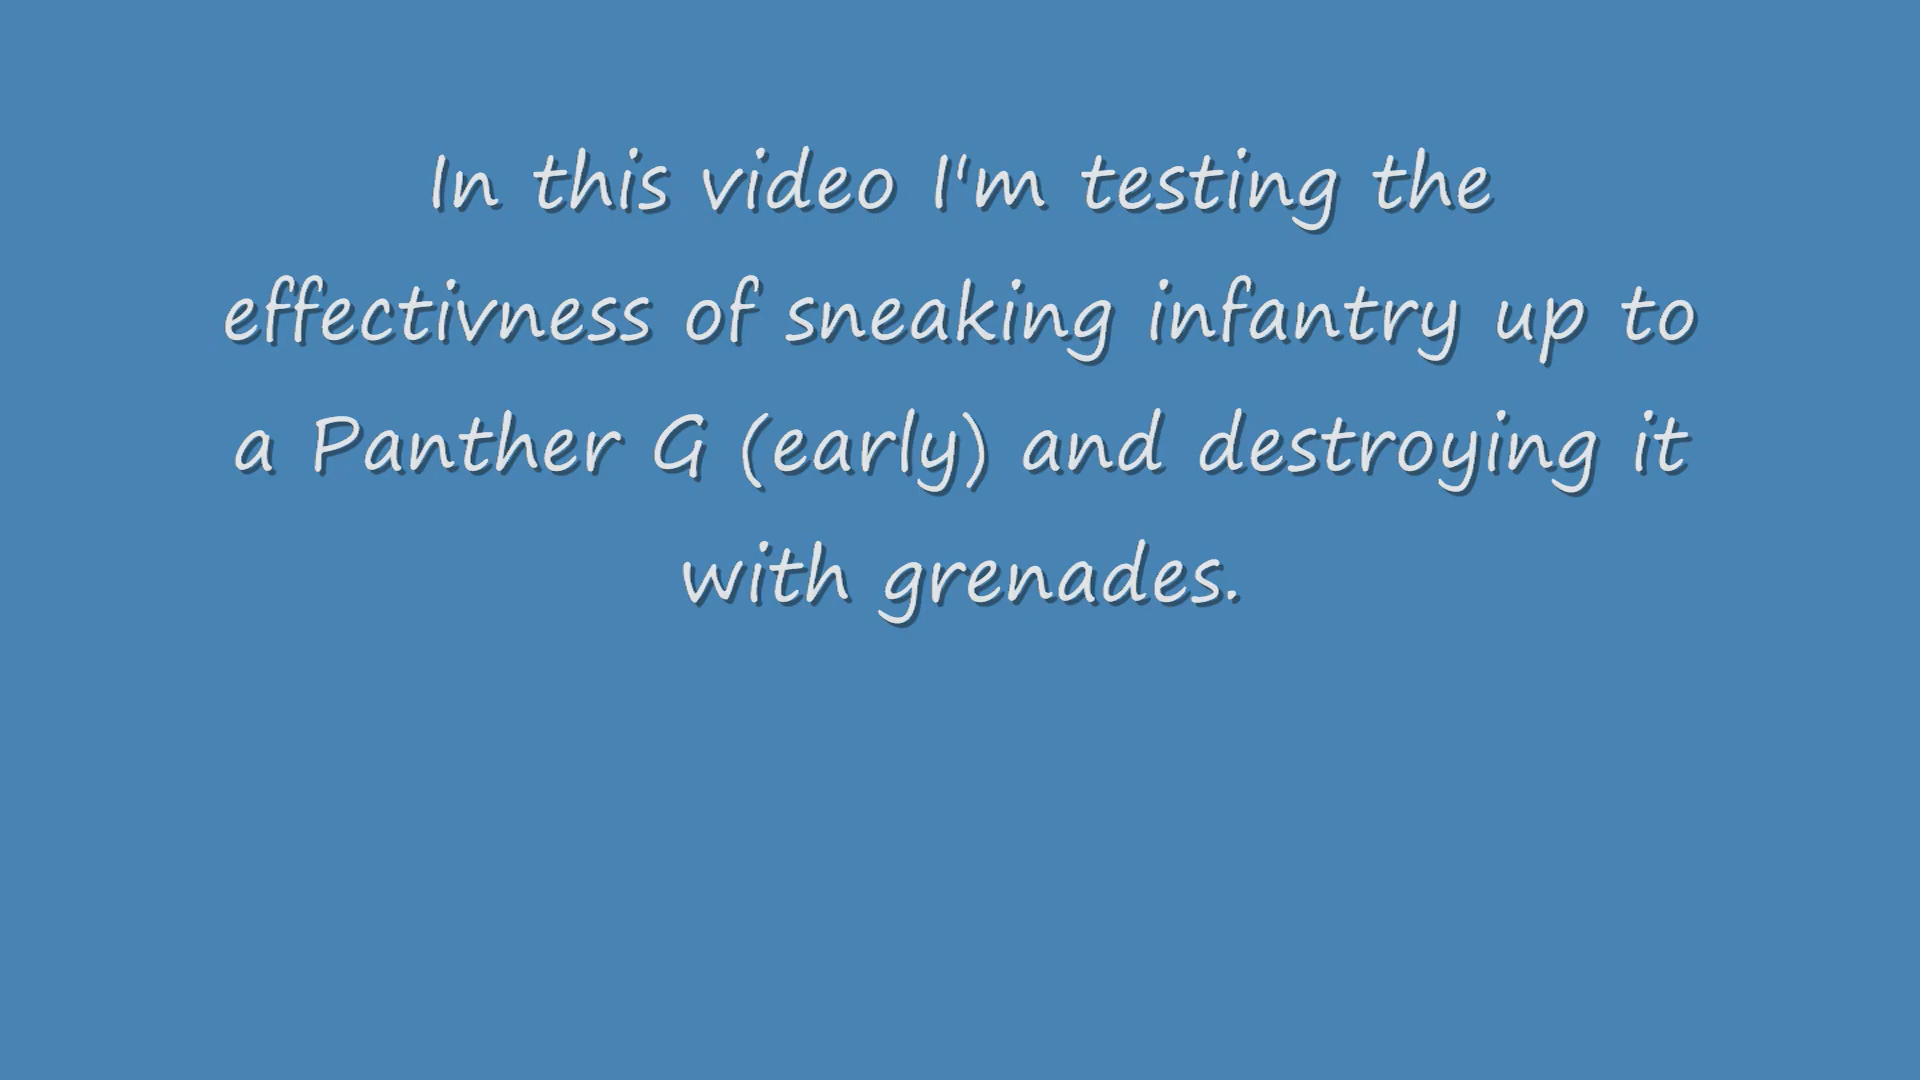 In this video I'm testing the
effectivness of sneaking infantry up to
a Panther G (early) and destroying it
with grenades.